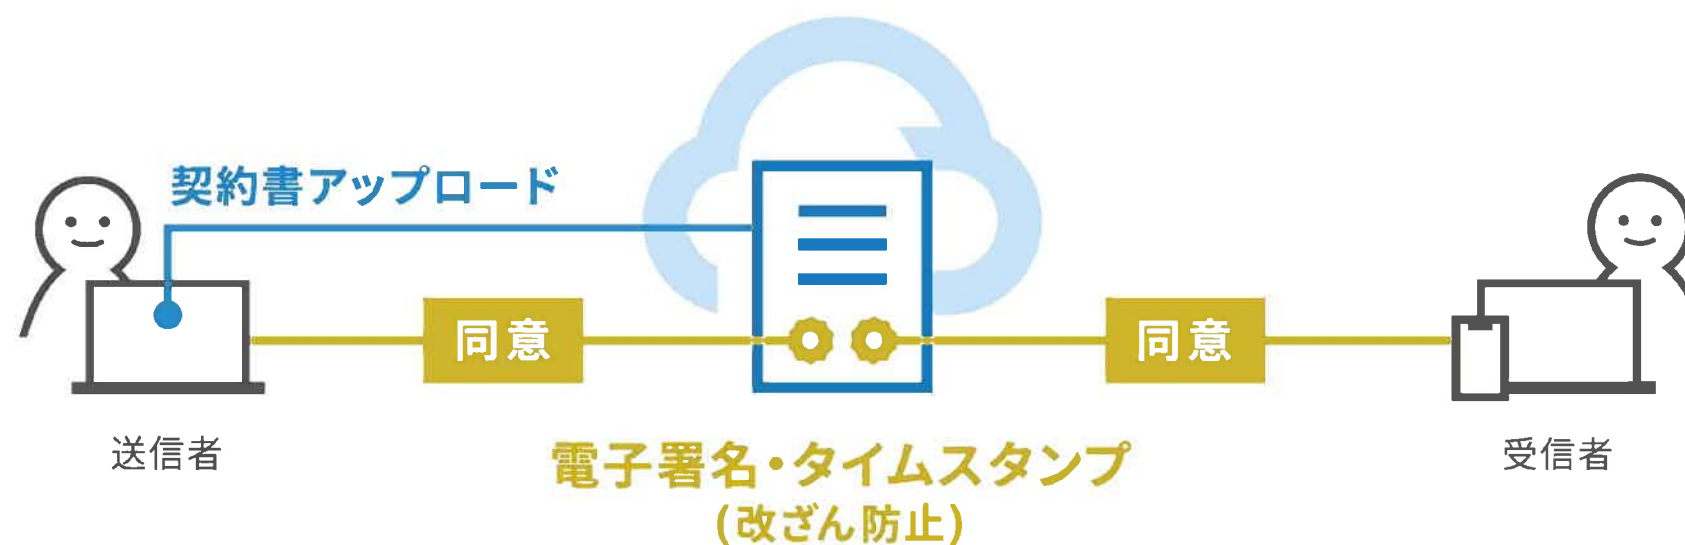 契約書アップロード
同意
同意
送信者
受信者
電子署名・タイムスタンプ
(改ざん防止)